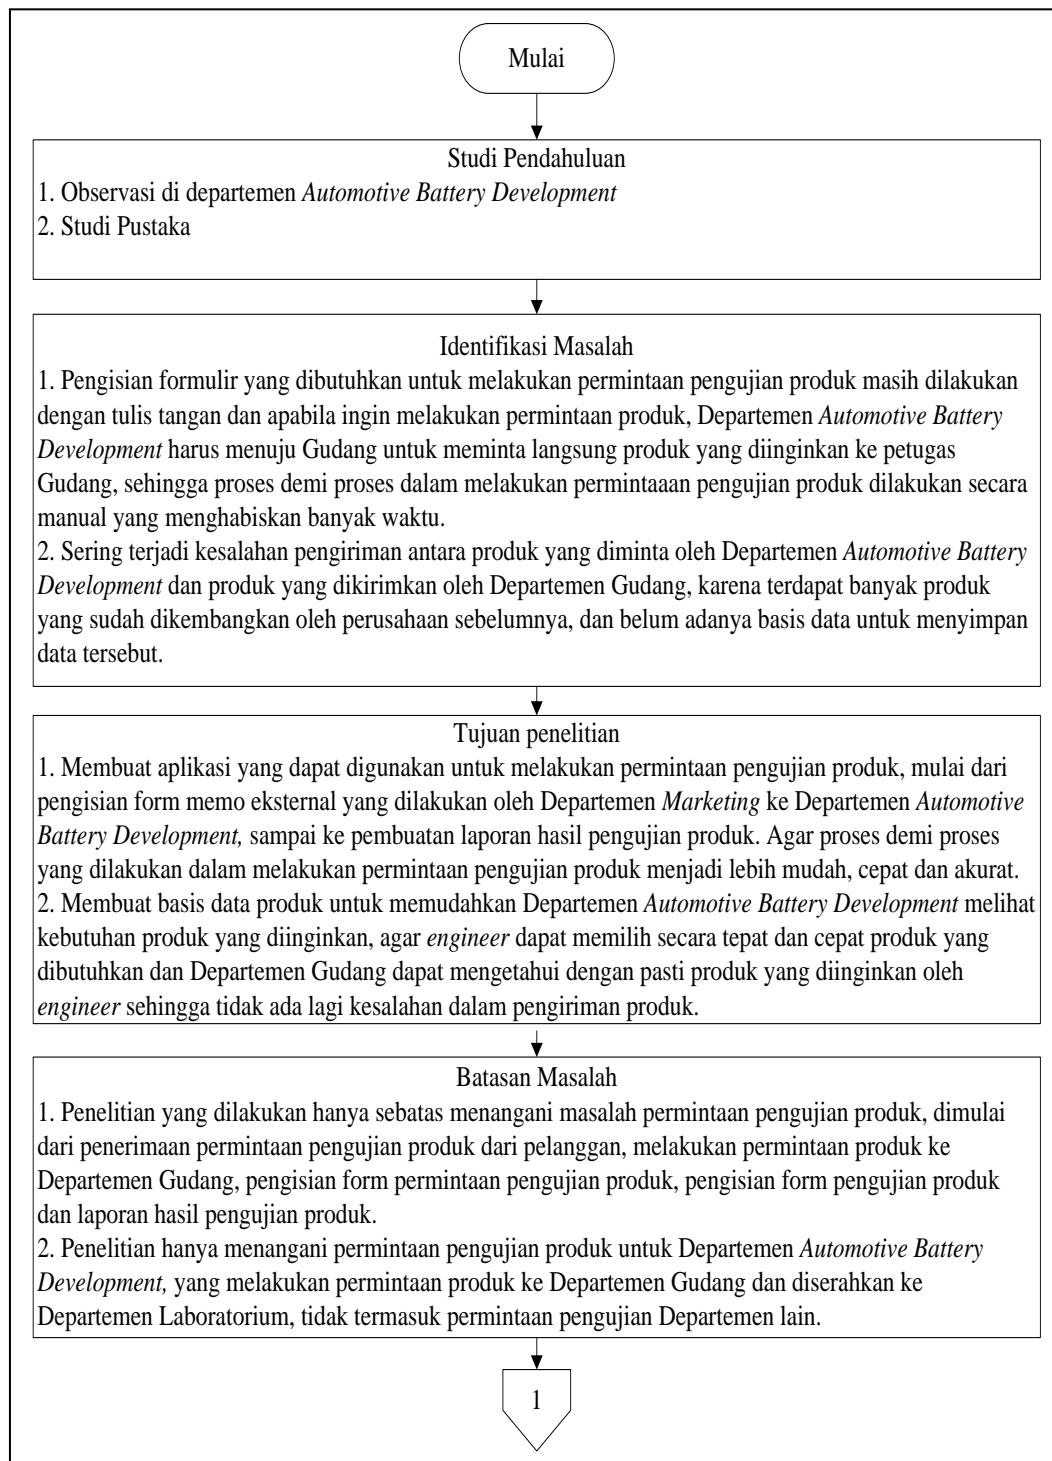 Mulai
Studi Pendahuluan
1. Observasi di departemen Automotive Battery Development
2. Studi Pustaka
Identifikasi Masalah
1. Pengisian formulir yang dibutuhkan untuk melakukan permintaan pengujian produk masih dilakukan
dengan tulis tangan dan apabila ingin melakukan permintaan produk, Departemen Automotive Battery
Development harus menuju Gudang untuk meminta langsung produk yang diinginkan ke petugas
Gudang, sehingga proses demi proses dalam melakukan permintaaan pengujian produk dilakukan secara
manual yang menghabiskan banyak waktu.
2. Sering terjadi kesalahan pengiriman antara produk yang diminta oleh Departemen Automotive Battery
Development dan produk yang dikirimkan oleh Departemen Gudang, karena terdapat banyak produk
yang sudah dikembangkan oleh perusahaan sebelumnya, dan belum adanya basis data untuk menyimpan
data tersebut.
Tujuan penelitian
1. Membuat aplikasi yang dapat digunakan untuk melakukan permintaan pengujian produk, mulai dari
pengisian form memo eksternal yang dilakukan oleh Departemen Marketing ke Departemen Automotive
Battery Development, sampai ke pembuatan laporan hasil pengujian produk. Agar proses demi proses
yang dilakukan dalam melakukan permintaan pengujian produk menjadi lebih mudah, cepat dan akurat.
2. Membuat basis data produk untuk memudahkan Departemen Automotive Battery Development melihat
kebutuhan produk yang diinginkan, agar engineer dapat memilih secara tepat dan cepat produk yang
dibutuhkan dan Departemen Gudang dapat mengetahui dengan pasti produk yang diinginkan oleh
engineer sehingga tidak ada lagi kesalahan dalam pengiriman produk.
Batasan Masalah
1. Penelitian yang dilakukan hanya sebatas menangani masalah permintaan pengujian produk, dimulai
dari penerimaan permintaan pengujian produk dari pelanggan, melakukan permintaan produk ke
Departemen Gudang, pengisian form permintaan pengujian produk, pengisian form pengujian produk
dan laporan hasil pengujian produk.
2. Penelitian hanya menangani permintaan pengujian produk untuk Departemen Automotive Battery
Development, yang melakukan permintaan produk ke Departemen Gudang dan diserahkan ke
Departemen Laboratorium, tidak termasuk permintaan pengujian Departemen lain.
1